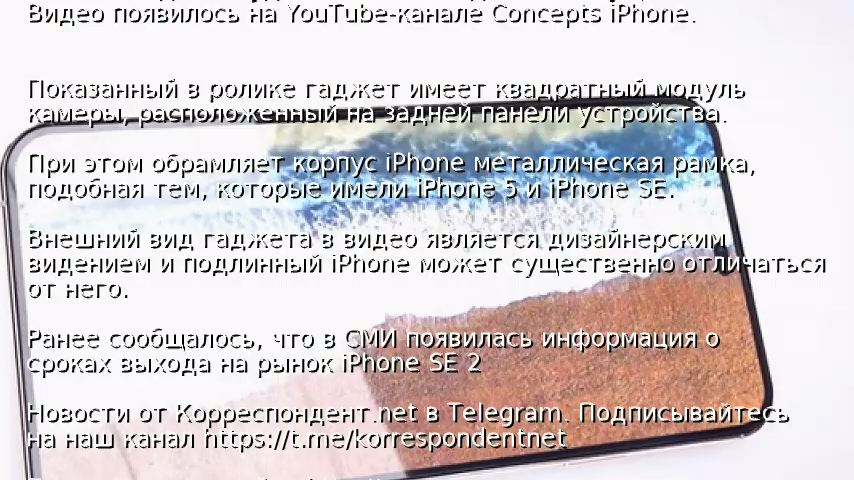 Видео появилось на YouTube-канале Concepts iPhone.
Показанный в ролике гаджет имеет квадратный модуль
камеры, расположенный на задней панели устройства.
При этом обрамляет корпус iPhone металлическая рамка,
подобная тем, которые имели iPhone 5 и iPhone SE.
Внешний вид гаджета в видео является дизайнерским
видением и подлинный iPhone может существенно отличаться
от него.
Ранее сообщалось, что в СМИ появилась информация о
сроках выхода на рынок iPhone SE 2
Новости от Корреспондент.net в Telegram. Подписывайтесь
на наш канал https://t.me/korrespondentnet